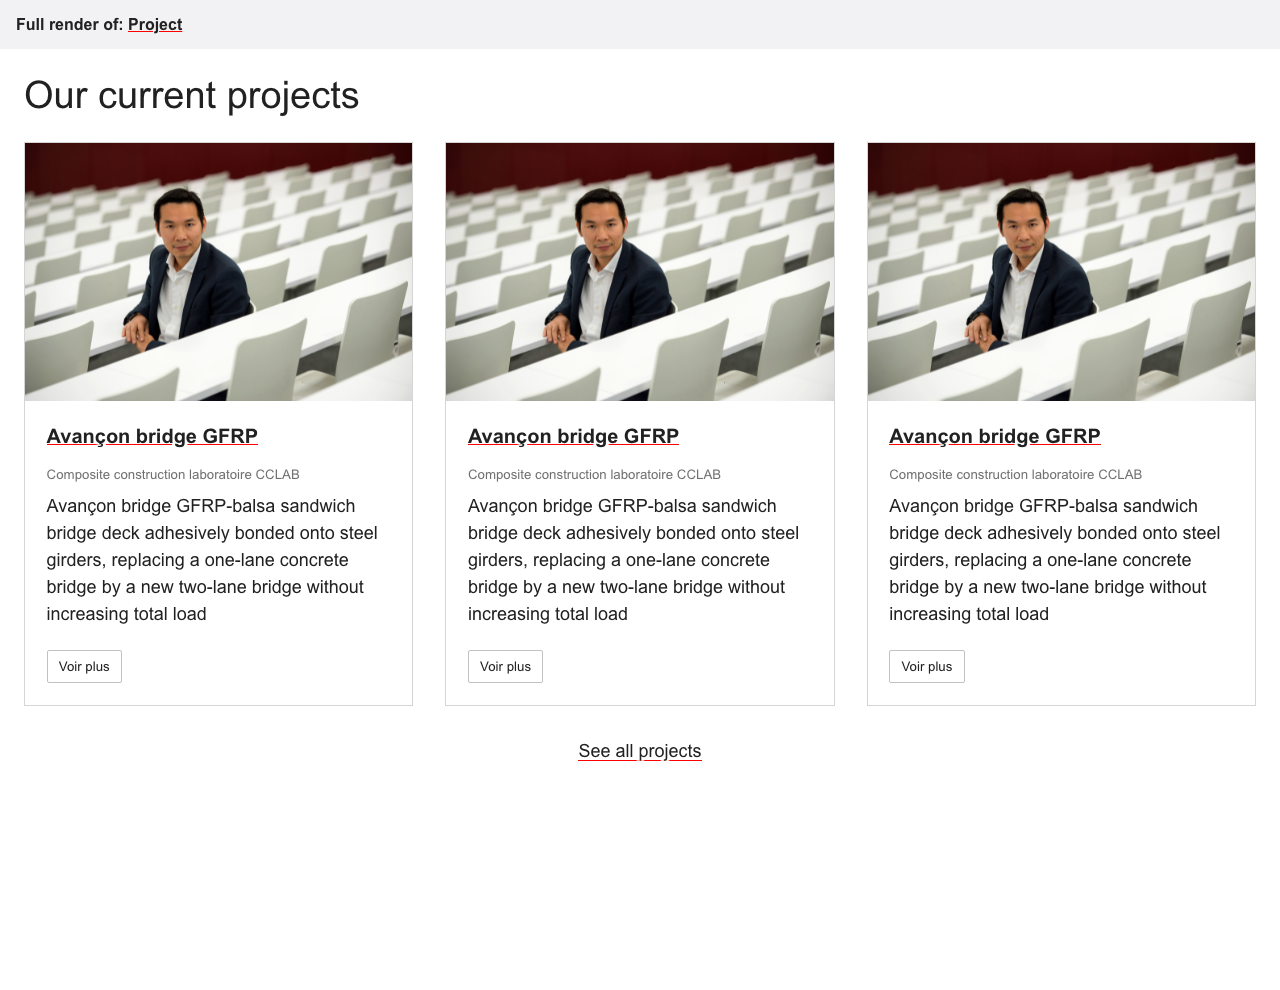 Full render of: Project
Our current projects
Avançon bridge GFRP
Composite construction laboratoire CCLAB
Avançon bridge GFRP-balsa sandwich
bridge deck adhesively bonded onto steel
girders, replacing a one-lane concrete
bridge by a new two-lane bridge without
increasing total load
Voir plus
Avançon bridge GFRP
Composite construction laboratoire CCLAB
Avançon bridge GFRP-balsa sandwich
bridge deck adhesively bonded onto steel
girders, replacing a one-lane concrete
bridge by a new two-lane bridge without
increasing total load
Voir plus
Avançon bridge GFRP
Composite construction laboratoire CCLAB
Avançon bridge GFRP-balsa sandwich
bridge deck adhesively bonded onto steel
girders, replacing a one-lane concrete
bridge by a new two-lane bridge without
increasing total load
Voir plus
See all projects